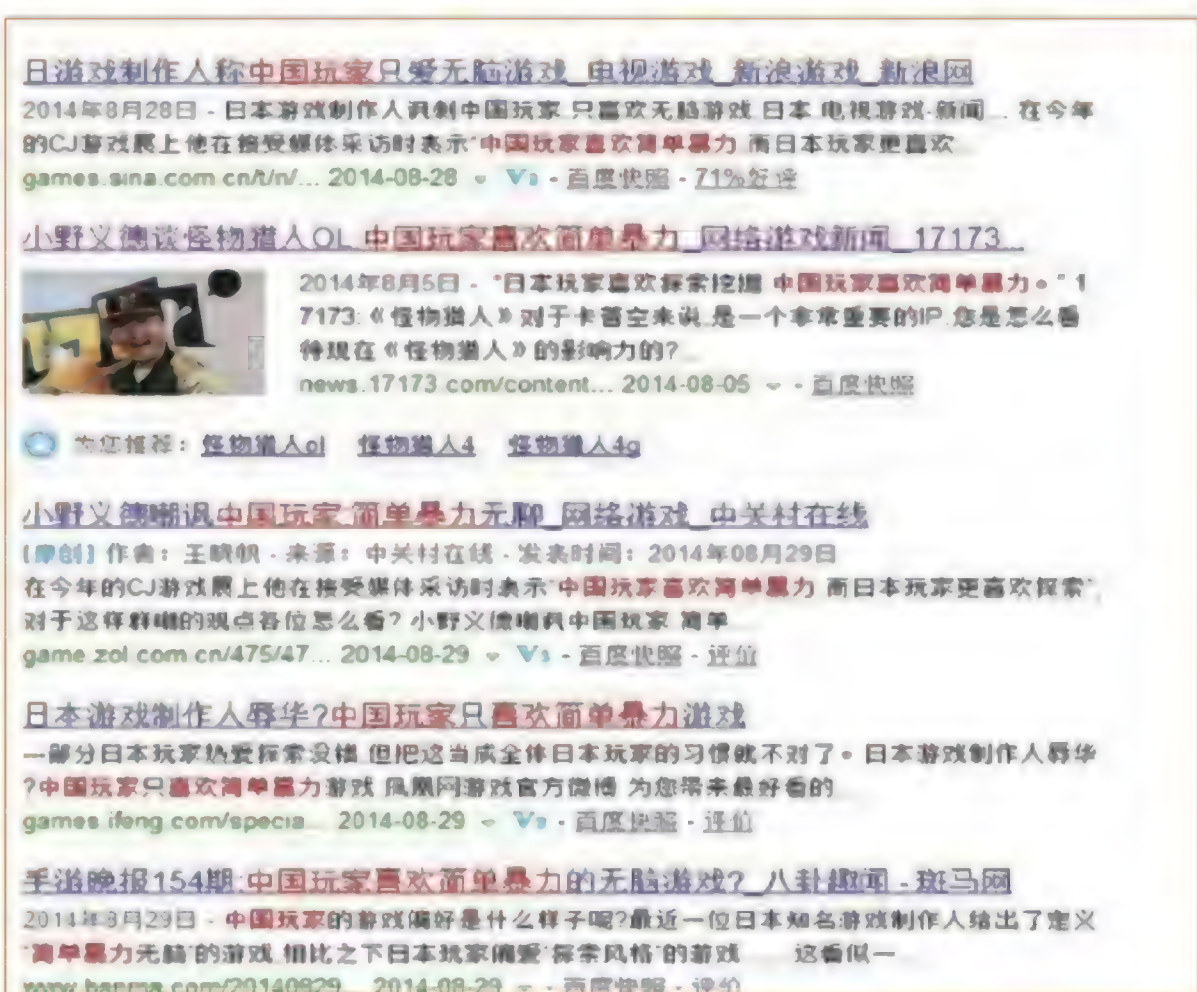 日游戏制作人称中国玩家只爱无脑游戏_电视游戏_新浪游戏_新浪网
2014年8月28日 - 日本游戏制作人讽刺中国玩家 只喜欢无脑游戏 日本 电视游戏-新闻... 在今年
的CJ游戏展上他在接受媒体采访时表示"中国玩家喜欢简单暴力 而日本玩家更喜欢
games.sina.com.cn/t/n/... 2014-08-28 - V3 - 百度快照 - 71%好评
小野义德谈怪物猎人OL 中国玩家喜欢简单暴力_网络游戏新闻_17173...
2014年8月5日 - "日本玩家喜欢探索挖掘 中国玩家喜欢简单暴力。" 1
7173: 《怪物猎人》对于卡普空来说 是一个非常重要的IP 您是怎么看
待现在《怪物猎人》的影响力的?
news.17173.com/content... 2014-08-05 - 百度快照
为您推荐: 怪物猎人ol 怪物猎人4 怪物猎人4g
小野义德嘲讽中国玩家:简单暴力无聊_网络游戏_中关村在线
[原创] 作者: 王晓帆 - 来源: 中关村在线 - 发表时间: 2014年08月29日
在今年的CJ游戏展上他在接受媒体采访时表示"中国玩家喜欢简单暴力 而日本玩家更喜欢探索",
对于这样的观点各位怎么看? 小野义德嘲讽中国玩家 简单
game.zol.com.cn/475/47... 2014-08-29 - V3 - 百度快照 - 评价
日本游戏制作人辱华?中国玩家只喜欢简单暴力游戏
一部分日本玩家热爱探索没错 但把这当成全体日本玩家的习惯就不对了。 日本游戏制作人辱华
?中国玩家只喜欢简单暴力游戏 凤凰网游戏官方微博 为您带来最好看的
games.ifeng.com/specia... 2014-08-29 - V3 - 百度快照 - 评价
手游晚报154期:中国玩家喜欢简单暴力的无脑游戏?_八卦趣闻 - 斑马网
2014年8月29日 - 中国玩家的游戏偏好是什么样子呢?最近一位日本知名游戏制作人给出了定义
"简单暴力无脑"的游戏 相比之下日本玩家偏爱"探索风格"的游戏 这看似一
www.banma.com/20140829... 2014-08-29 - 百度快照 - 评价